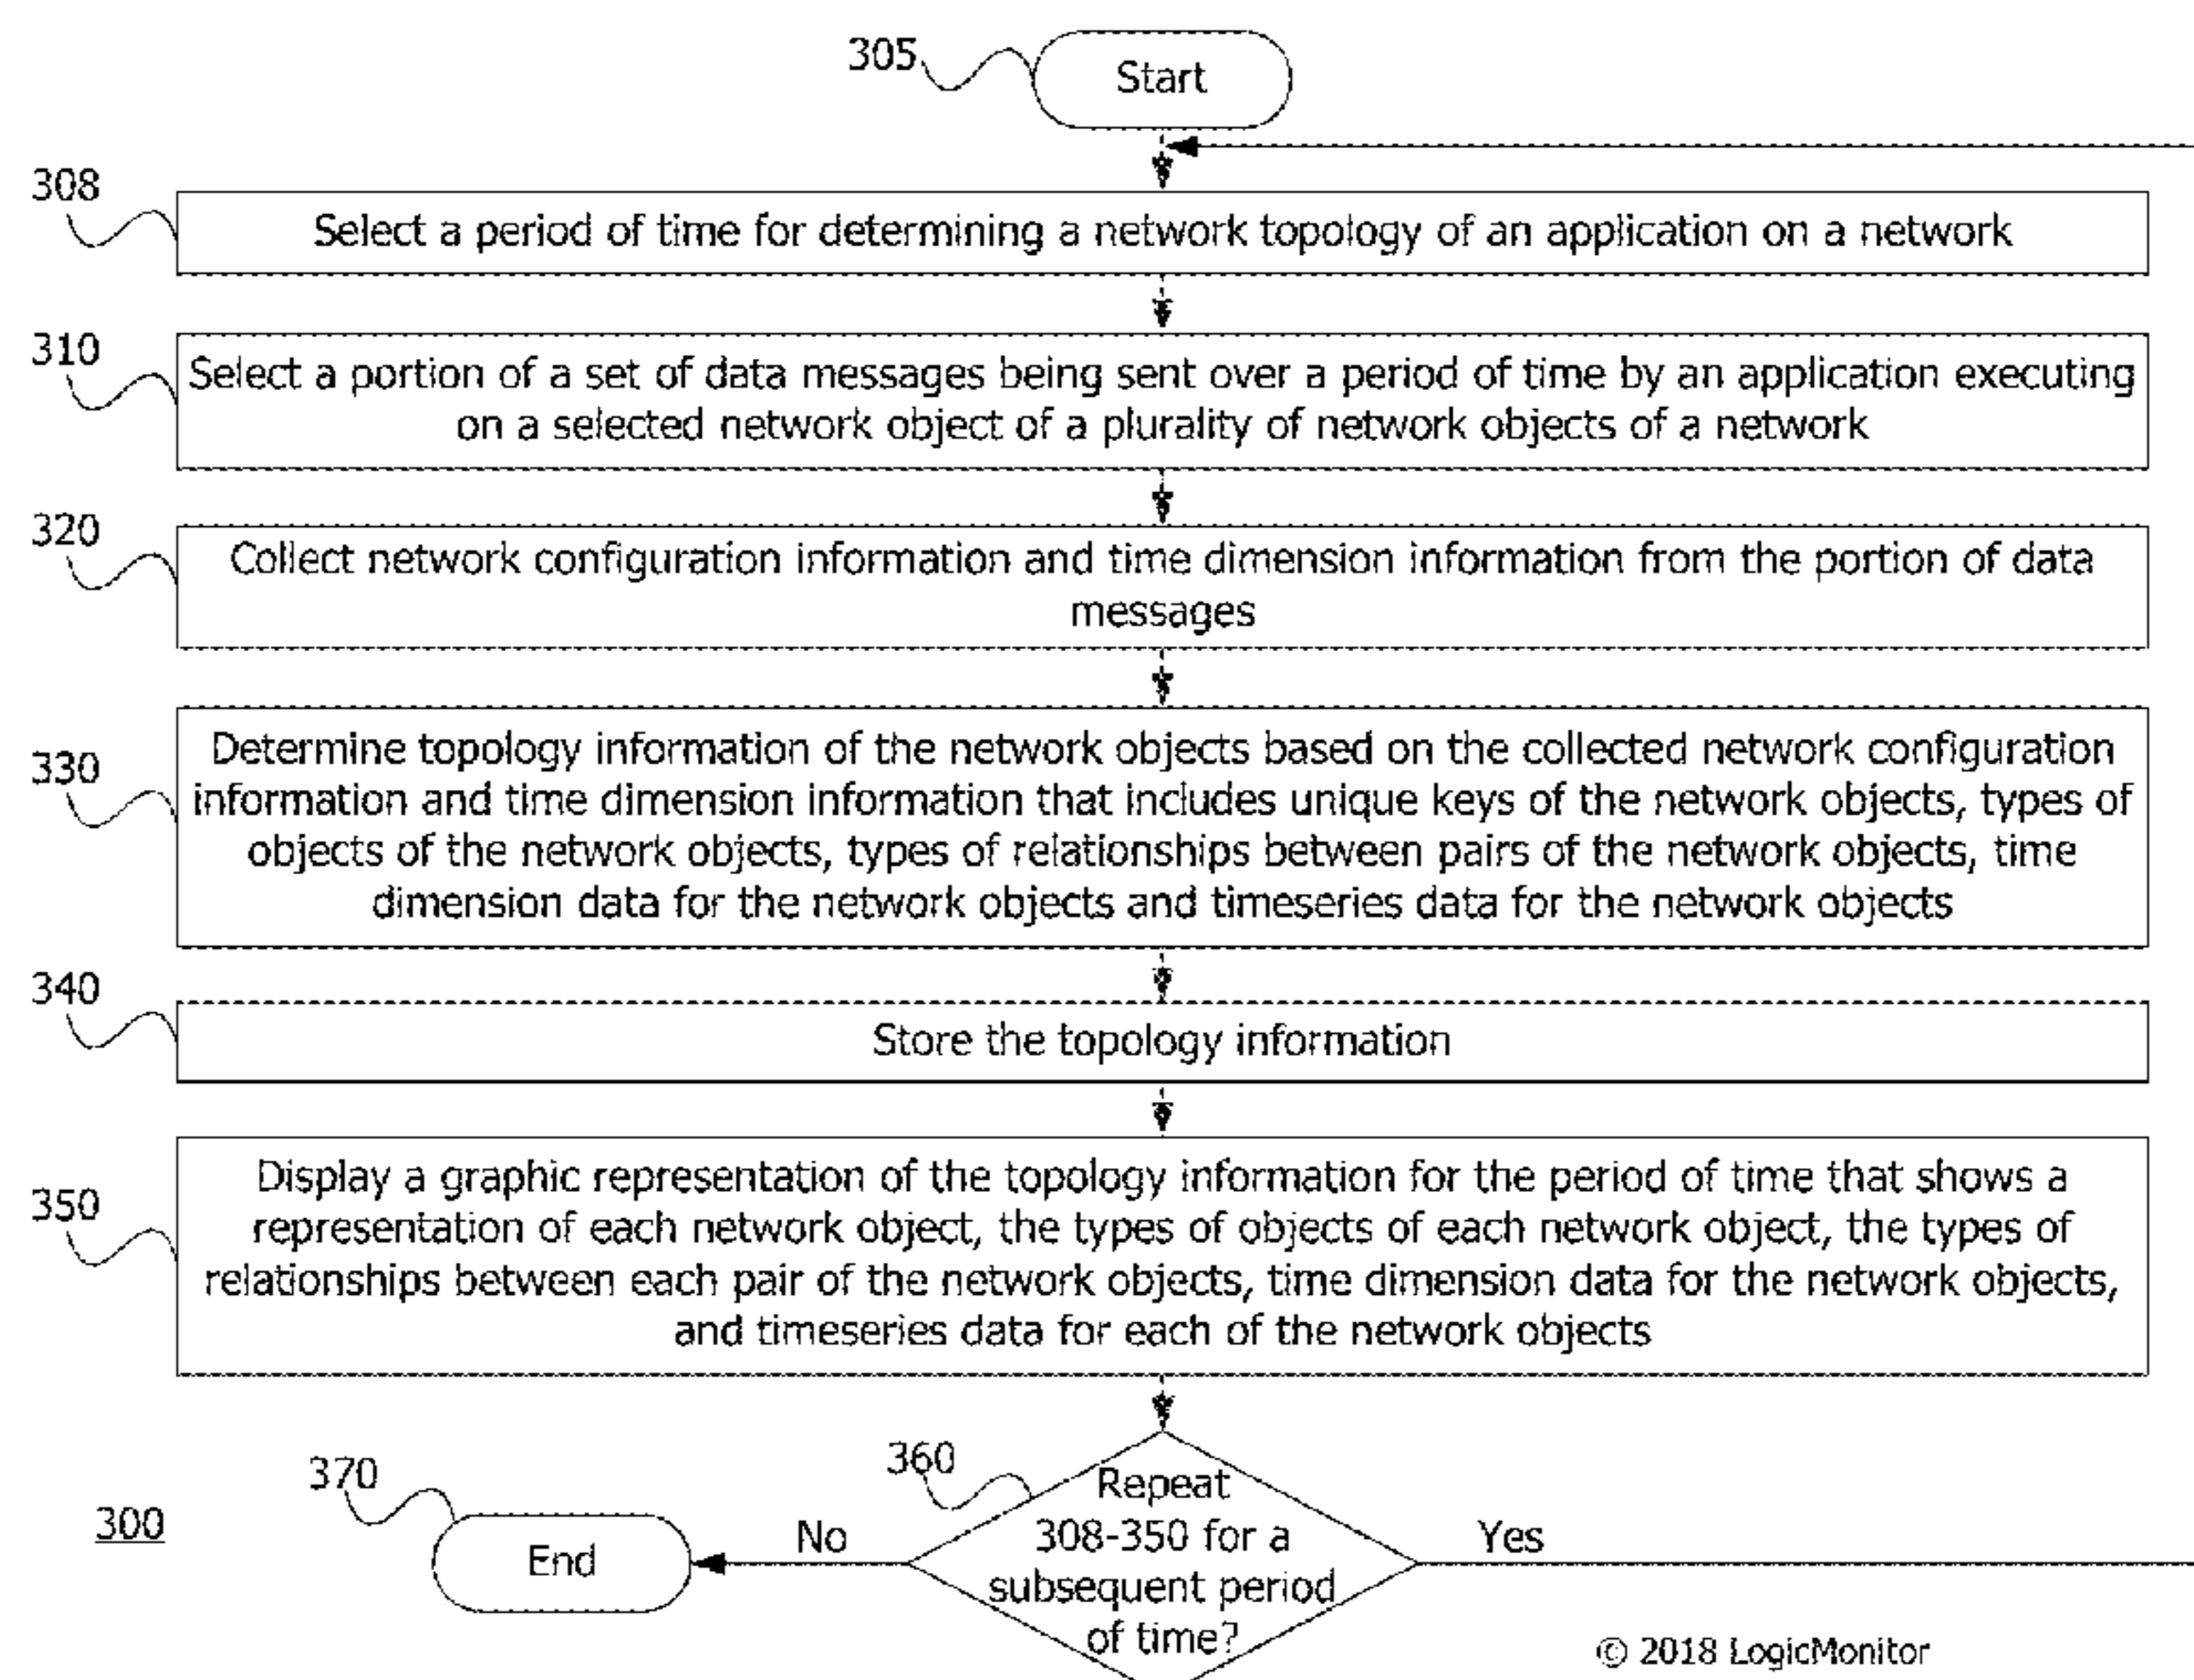 305
Start
308
Select a period of time for determining a network topology of an application on a network
310
Select a portion of a set of data messages being sent over a period of time by an application executing
on a selected network object of a plurality of network objects of a network
320
Collect network configuration information and time dimension information from the portion of data
messages
330
Determine topology information of the network objects based on the collected network configuration
information and time dimension information that includes unique keys of the network objects, types of
objects of the network objects, types of relationships between pairs of the network objects, time
dimension data for the network objects and timeseries data for the network objects
340
Store the topology information
350
Display a graphic representation of the topology information for the period of time that shows a
representation of each network object, the types of objects of each network object, the types of
relationships between each pair of the network objects, time dimension data for the network objects,
and timeseries data for each of the network objects
360
Repeat
308-350 for a
subsequent period
of time?
No
Yes
370
End
300
© 2018 LogicMonitor